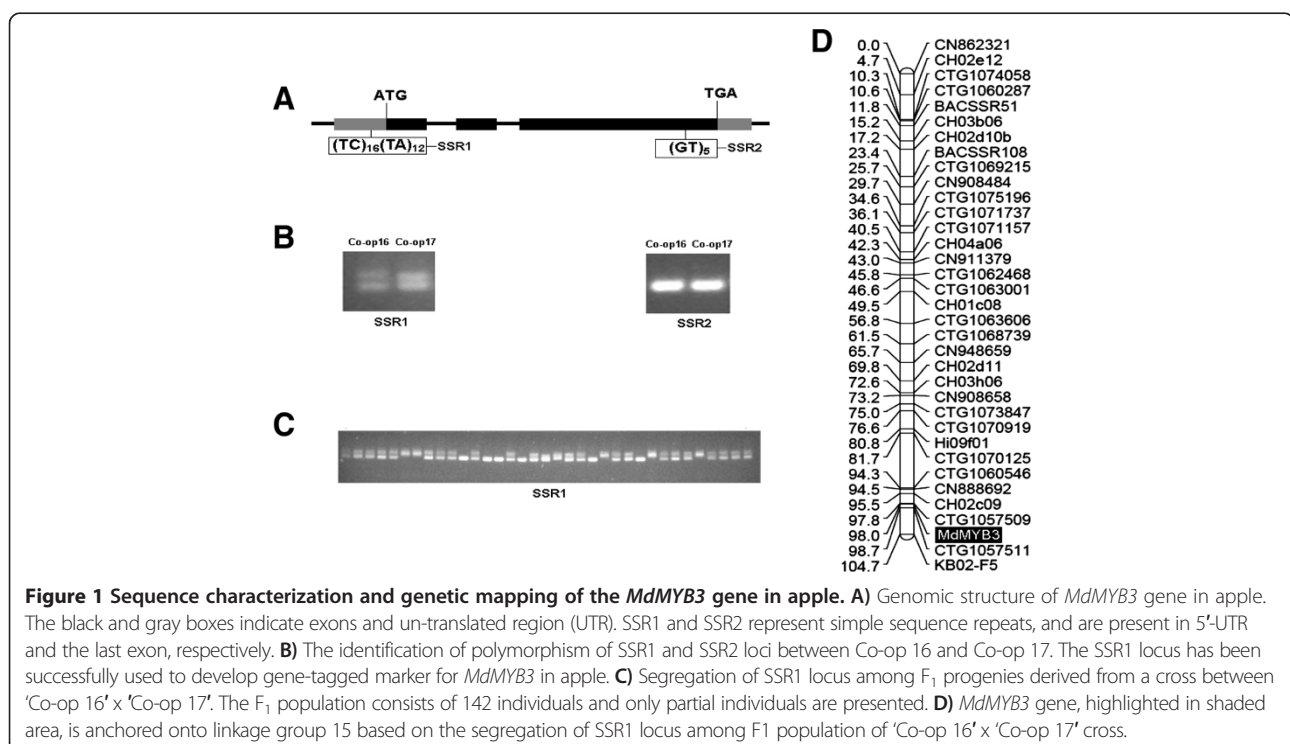 A
ATG
TGA
(TC)16(TA)12
SSR1
(GT)5
SSR2
B
Co-op16 Co-op17
SSR1
Co-op16 Co-op17
SSR2
C
SSR1
D
0.0 CN862321
4.7 CH02e12
10.3 CTG1074058
10.6 CTG1060287
11.8 BACSSR51
15.2 CH03b06
17.2 CH02d10b
23.4 BACSSR108
25.7 CTG1069215
29.7 CN908484
34.6 CTG1075196
36.1 CTG1071737
40.5 CTG1071157
42.3 CH04a06
43.0 CN911379
45.8 CTG1062468
46.6 CTG1063001
49.5 CH01c08
56.8 CTG1063606
61.5 CTG1068739
65.7 CN948659
69.8 CH02d11
72.6 CH03h06
73.2 CN908658
75.0 CTG1073847
76.6 CTG1070919
80.8 Hi09f01
81.7 CTG1070125
94.3 CTG1060546
94.5 CN888692
95.5 CH02c09
97.8 CTG1057509
98.0 MdMYB3
98.7 CTG1057511
104.7 KB02-F5
Figure 1 Sequence characterization and genetic mapping of the MdMYB3 gene in apple. A) Genomic structure of MdMYB3 gene in apple.
The black and gray boxes indicate exons and un-translated region (UTR). SSR1 and SSR2 represent simple sequence repeats, and are present in 5′-UTR
and the last exon, respectively. B) The identification of polymorphism of SSR1 and SSR2 loci between Co-op 16 and Co-op 17. The SSR1 locus has been
successfully used to develop gene-tagged marker for MdMYB3 in apple. C) Segregation of SSR1 locus among F1 progenies derived from a cross between
‘Co-op 16′ x ′Co-op 17′. The F1 population consists of 142 individuals and only partial individuals are presented. D) MdMYB3 gene, highlighted in shaded
area, is anchored onto linkage group 15 based on the segregation of SSR1 locus among F1 population of ‘Co-op 16′ x ‘Co-op 17′ cross.